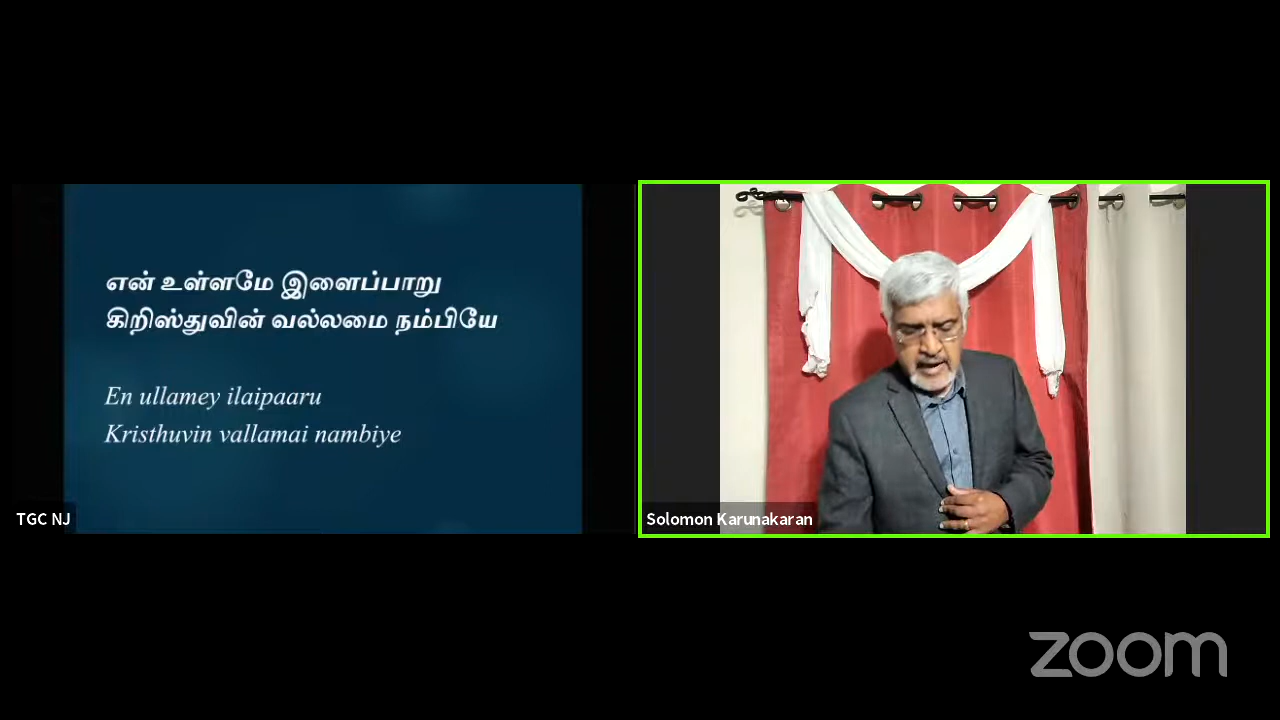 என் உள்ளமே இளைப்பாறு
கிறிஸ்துவின் வல்லமை நம்பியே
En ullamey ilaipaaru
Kristhuvin vallamai nambiye
TGC NJ
Solomon Karunakaran
zoom